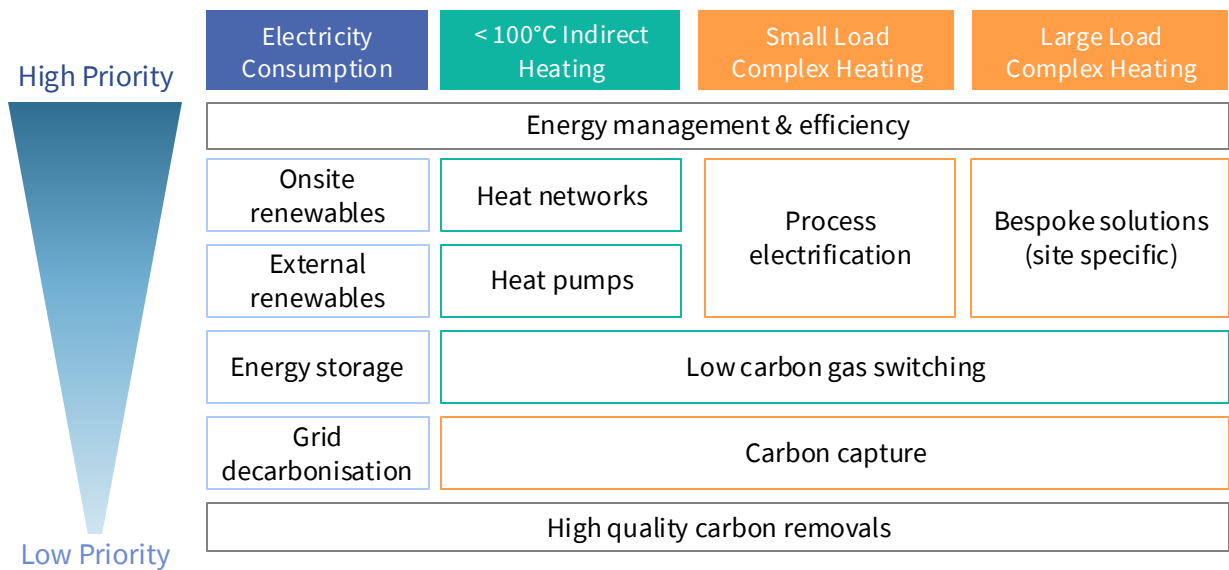 High Priority
Electricity
Consumption
< 100°C Indirect
Heating
Small Load
Complex Heating
Large Load
Complex Heating
Energy management & efficiency
Onsite
renewables
Heat networks
Process
electrification
Bespoke solutions
(site specific)
External
renewables
Heat pumps
Energy storage
Low carbon gas switching
Grid
decarbonisation
Carbon capture
High quality carbon removals
Low Priority